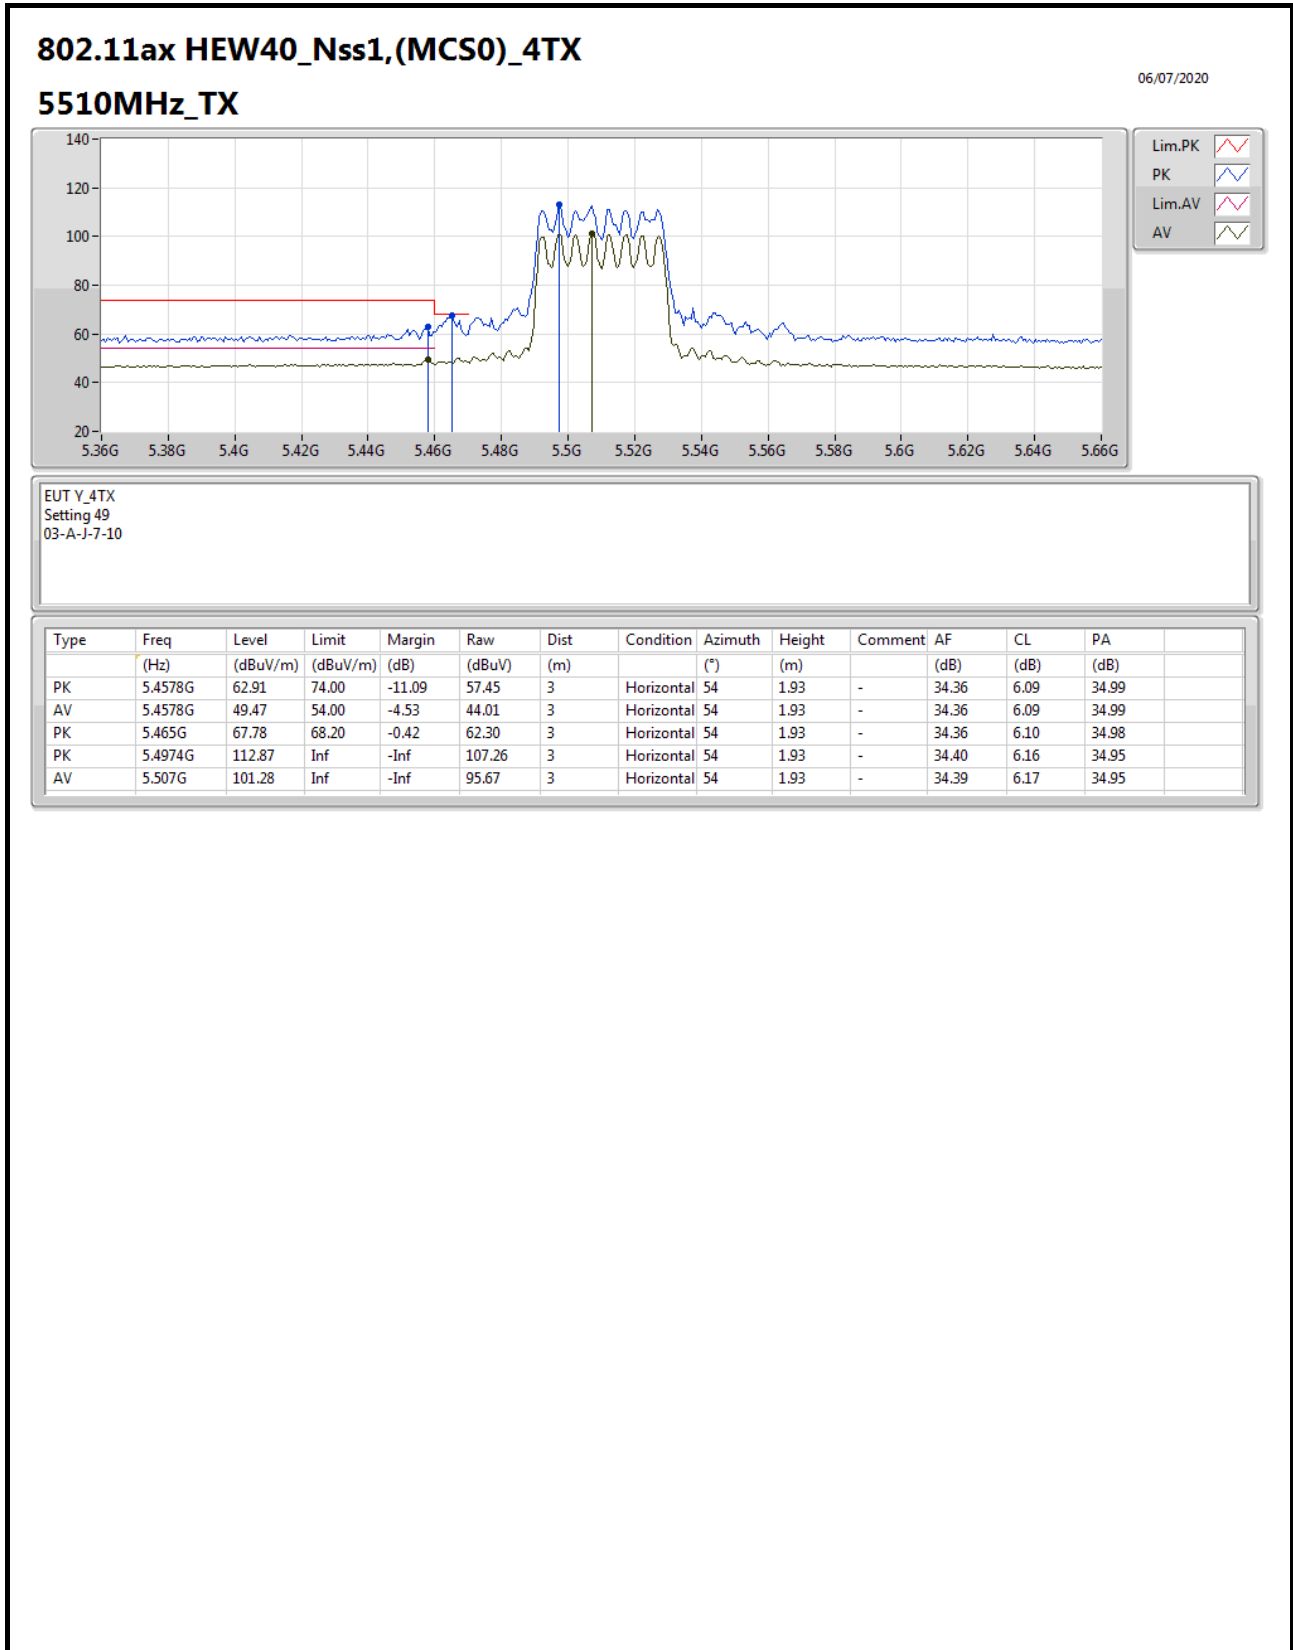 802.11ax HEW40_Nss1,(MCS0)_4TX
06/07/2020
5510MHz_TX
140
120
100
80
60
40
20
5.36G 5.38G 5.4G 5.42G 5.44G 5.46G 5.48G 5.5G 5.52G 5.54G 5.56G 5.58G 5.6G 5.62G 5.64G 5.66G
Lim.PK
PK
Lim.AV
AV
EUT Y_4TX
Setting 49
03-A-J-7-10
Type Freq Level Limit Margin Raw Dist Condition Azimuth Height Comment AF CL PA
(Hz) (dBuV/m) (dBuV/m) (dB) (dBuV) (m) (°) (m) (dB) (dB) (dB)
PK 5.4578G 62.91 74.00 -11.09 57.45 3 Horizontal 54 1.93 - 34.36 6.09 34.99
AV 5.4578G 49.47 54.00 -4.53 44.01 3 Horizontal 54 1.93 - 34.36 6.09 34.99
PK 5.465G 67.78 68.20 -0.42 62.30 3 Horizontal 54 1.93 - 34.36 6.10 34.98
PK 5.4974G 112.87 Inf -Inf 107.26 3 Horizontal 54 1.93 - 34.40 6.16 34.95
AV 5.507G 101.28 Inf -Inf 95.67 3 Horizontal 54 1.93 - 34.39 6.17 34.95